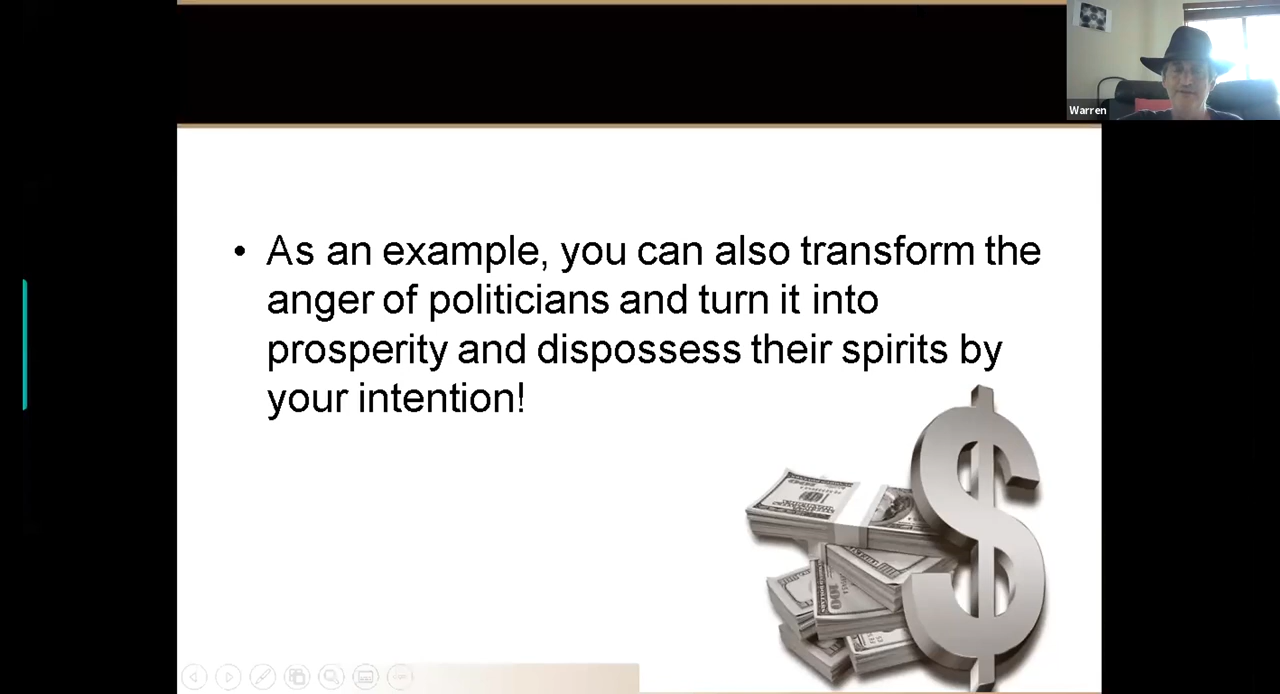 Warren
• As an example, you can also transform the
anger of politicians and turn it into
prosperity and dispossess their spirits by
your intention!
100